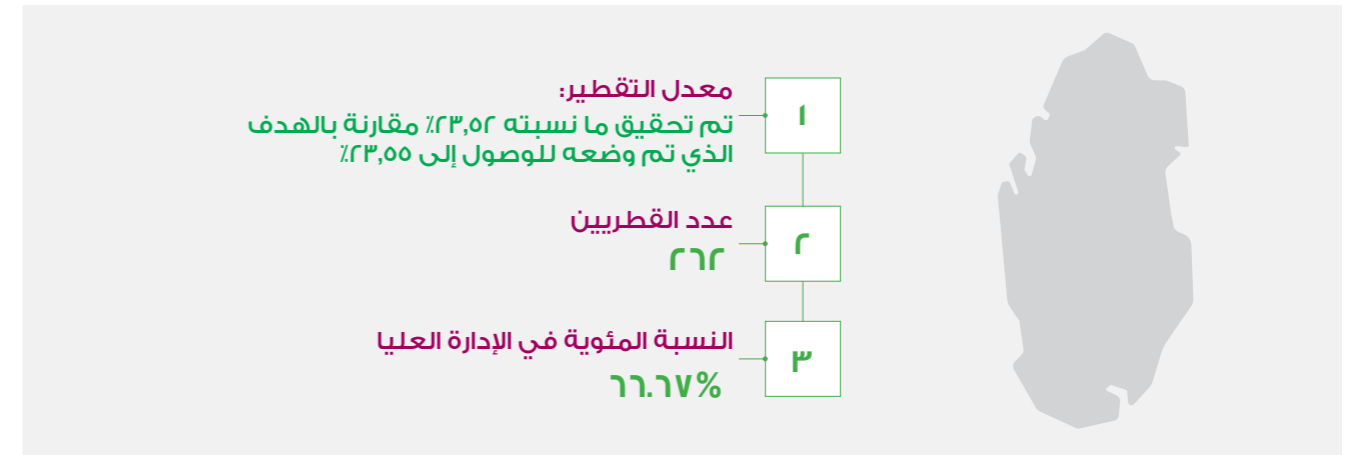 ١
معدل التقطير:
تم تحقيق ما نسبته ٢٣,٥٢٪ مقارنة بالهدف
الذي تم وضعه للوصول إلى ٢٣,٥٥٪
٢
عدد القطريين
٢٦٢
٣
النسبة المئوية في الإدارة العليا
٦٦.٦٧%